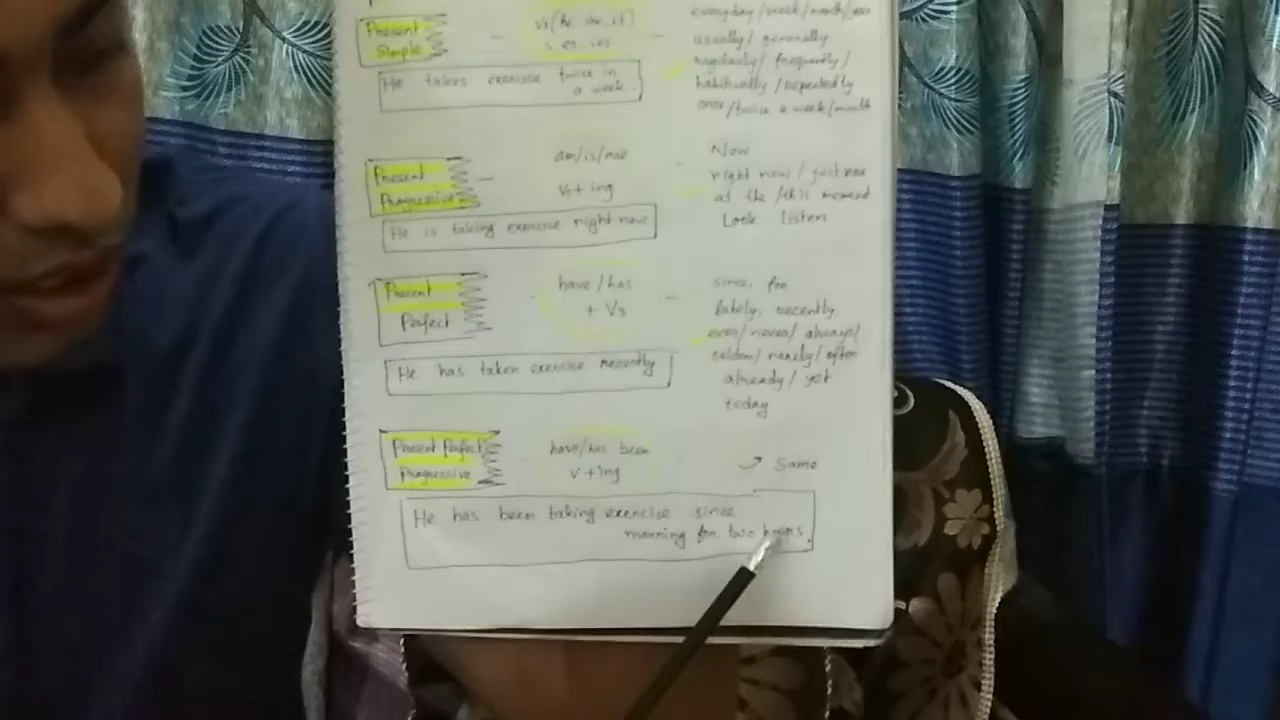 Present Simple
V1 (he, she, it)
s, es, ies
everyday / week / month / year
usually / generally
regularly / frequently /
habitually / repeatedly
once / twice a week / month
He takes exercise twice in
a week
Present
Progressive
am/is/are
V1 + ing
Now
right now / just now
at the / this moment
Look, Listen
He is taking exercise right now
Present
Perfect
have / has
+ V3
since, for
lately, recently,
ever / never / always /
seldom / rarely / often
already / yet
today
He has taken exercise recently
Present Perfect
Progressive
have/has been
V + ing
Same
He has been taking exercise since
morning for two hours.